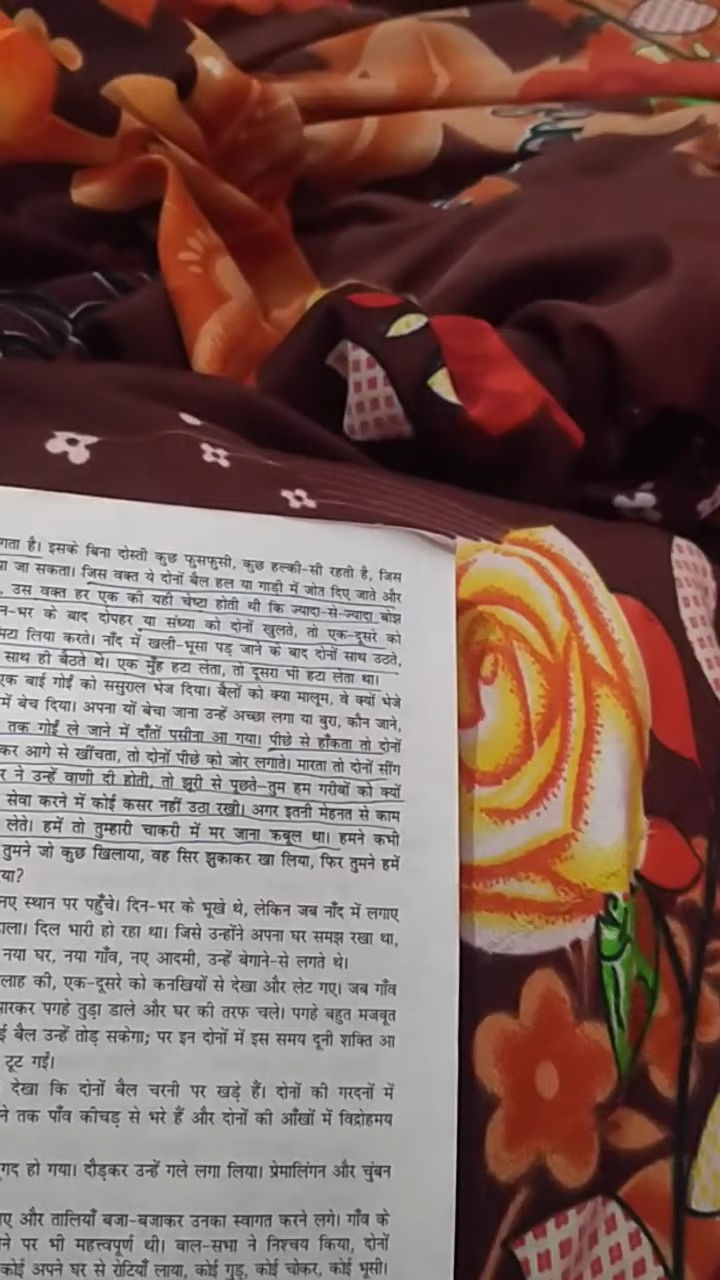 गता है। इसके बिना दोस्ती कुछ फुसफुसी, कुछ हल्की-सी रहती है, जिस
या जा सकता। जिस वक्त ये दोनों बैल हल या गाड़ी में जोत दिए जाते और
, उस वक्त हर एक की यही चेष्टा होती थी कि ज्यादा-से-ज्यादा बोझ
न-भर के बाद दोपहर या संध्या को दोनों खुलते, तो एक-दूसरे को
मटा लिया करते। नाँद में खली-भूसा पड़ जाने के बाद दोनों साथ उठते,
साथ ही बैठते थे। एक मुँह हटा लेता, तो दूसरा भी हटा लेता था।
एक बाई गोईं को ससुराल भेज दिया। बैलों को क्या मालूम, वे क्यों भेजे
में बेच दिया। अपना यों बेचा जाना उन्हें अच्छा लगा या बुरा, कौन जाने,
तक गोईं ले जाने में दाँतों पसीना आ गया। पीछे से हाँकता तो दोनों
कर आगे से खींचता, तो दोनों पीछे को जोर लगाते। मारता तो दोनों सींग
र ने उन्हें वाणी दी होती, तो झूरी से पूछते–तुम हम गरीबों को क्यों
सेवा करने में कोई कसर नहीं उठा रखी। अगर इतनी मेहनत से काम
लेते। हमें तो तुम्हारी चाकरी में मर जाना कबूल था। हमने कभी
तुमने जो कुछ खिलाया, वह सिर झुकाकर खा लिया, फिर तुमने हमें
या?
नए स्थान पर पहुँचे। दिन-भर के भूखे थे, लेकिन जब नाँद में लगाए
ाला। दिल भारी हो रहा था। जिसे उन्होंने अपना घर समझ रखा था,
नया घर, नया गाँव, नए आदमी, उन्हें बेगाने-से लगते थे।
लाह की, एक-दूसरे को कनखियों से देखा और लेट गए। जब गाँव
मारकर पगहे तुड़ा डाले और घर की तरफ चले। पगहे बहुत मजबूत
ई बैल उन्हें तोड़ सकेगा; पर इन दोनों में इस समय दूनी शक्ति आ
टूट गईं।
देखा कि दोनों बैल चरनी पर खड़े हैं। दोनों की गरदनों में
ने तक पाँव कीचड़ से भरे हैं और दोनों की आँखों में विद्रोहमय
गद हो गया। दौड़कर उन्हें गले लगा लिया। प्रेमालिंगन और चुंबन
ए और तालियाँ बजा-बजाकर उनका स्वागत करने लगे। गाँव के
ने पर भी महत्त्वपूर्ण थी। बाल-सभा ने निश्चय किया, दोनों
कोई अपने घर से रोटियाँ लाया, कोई गुड़, कोई चोकर, कोई भूसी।